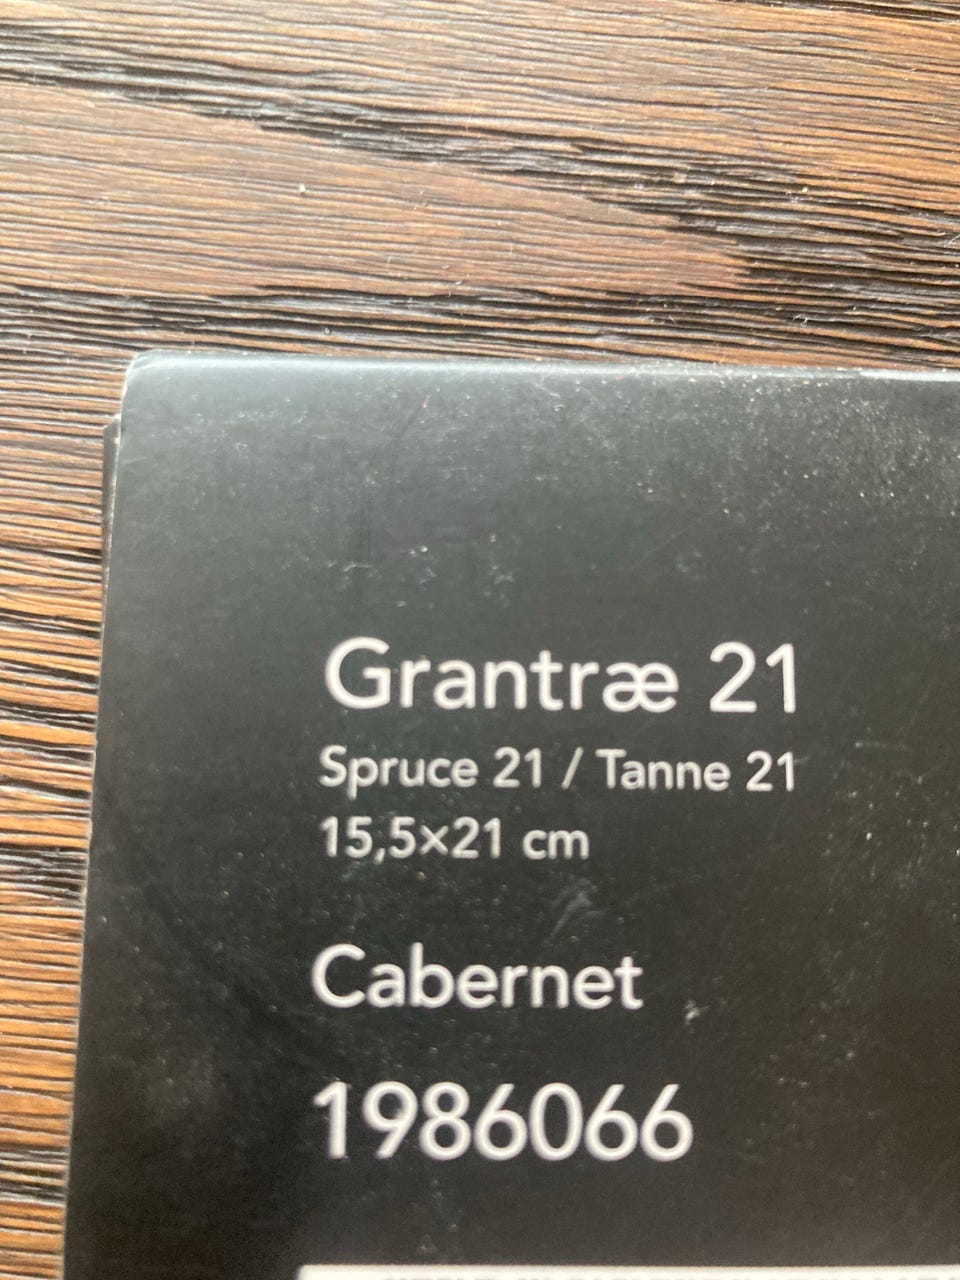 Grantræ 21
Spruce 21 / Tanne 21
15,5×21 cm
Cabernet
1986066